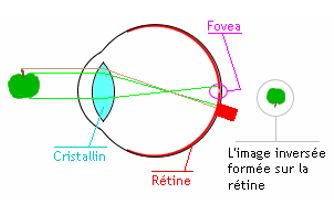 Fovea
Cristallin
Rétine
L'image inversée
formée sur la
rétine